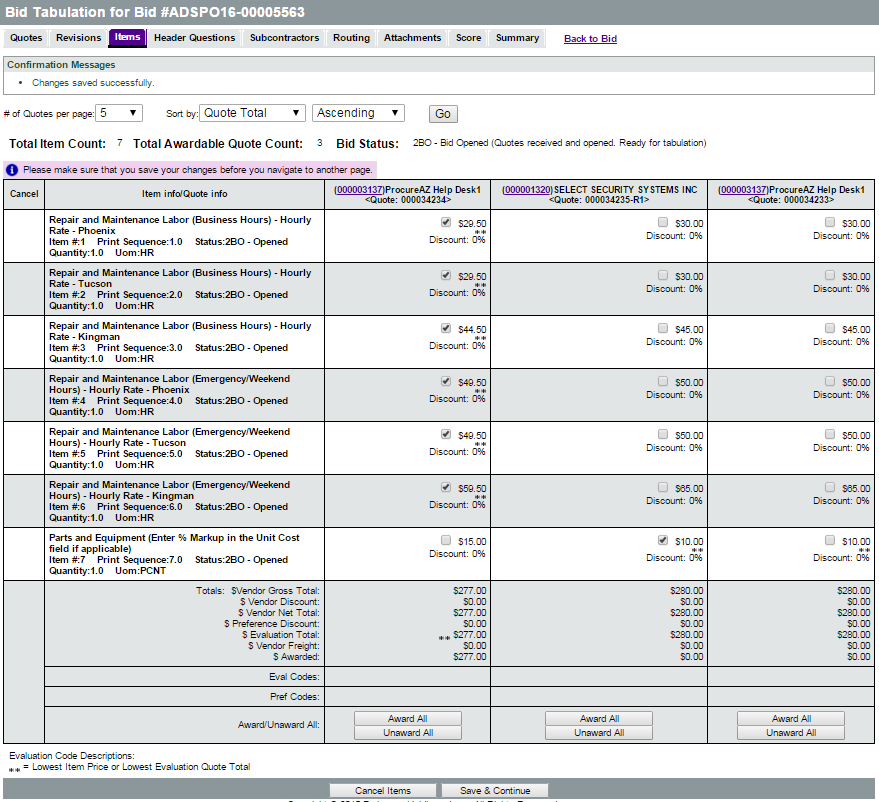 Bid Tabulation for Bid #ADSPO16-00005563
Quotes Revisions Items Header Questions Subcontractors Routing Attachments Score Summary Back to Bid
Confirmation Messages
• Changes saved successfully.
# of Quotes per page: 5 Sort by: Quote Total Ascending Go
Total Item Count: 7 Total Awardable Quote Count: 3 Bid Status: 2BO - Bid Opened (Quotes received and opened. Ready for tabulation)
Please make sure that you save your changes before you navigate to another page.
Cancel Item info/Quote info (000003137)ProcureAZ Help Desk1 (000001320)SELECT SECURITY SYSTEMS INC (000003137)ProcureAZ Help Desk1
<Quote: 000034234> <Quote: 000034235-R1> <Quote: 000034233>
Repair and Maintenance Labor (Business Hours) - Hourly
Rate - Phoenix
Item #:1 Print Sequence:1.0 Status:2BO - Opened
Quantity:1.0 Uom:HR
$29.50 $30.00 $30.00
**
Discount: 0% Discount: 0% Discount: 0%
Repair and Maintenance Labor (Business Hours) - Hourly
Rate - Tucson
Item #:2 Print Sequence:2.0 Status:2BO - Opened
Quantity:1.0 Uom:HR
$29.50 $30.00 $30.00
**
Discount: 0% Discount: 0% Discount: 0%
Repair and Maintenance Labor (Business Hours) - Hourly
Rate - Kingman
Item #:3 Print Sequence:3.0 Status:2BO - Opened
Quantity:1.0 Uom:HR
$44.50 $45.00 $45.00
**
Discount: 0% Discount: 0% Discount: 0%
Repair and Maintenance Labor (Emergency/Weekend
Hours) - Hourly Rate - Phoenix
Item #:4 Print Sequence:4.0 Status:2BO - Opened
Quantity:1.0 Uom:HR
$49.50 $50.00 $50.00
**
Discount: 0% Discount: 0% Discount: 0%
Repair and Maintenance Labor (Emergency/Weekend
Hours) - Hourly Rate - Tucson
Item #:5 Print Sequence:5.0 Status:2BO - Opened
Quantity:1.0 Uom:HR
$49.50 $50.00 $50.00
**
Discount: 0% Discount: 0% Discount: 0%
Repair and Maintenance Labor (Emergency/Weekend
Hours) - Hourly Rate - Kingman
Item #:6 Print Sequence:6.0 Status:2BO - Opened
Quantity:1.0 Uom:HR
$59.50 $65.00 $65.00
**
Discount: 0% Discount: 0% Discount: 0%
Parts and Equipment (Enter % Markup in the Unit Cost
field if applicable)
Item #:7 Print Sequence:7.0 Status:2BO - Opened
Quantity:1.0 Uom:PCNT
$15.00 $10.00 $10.00
** **
Discount: 0% Discount: 0% Discount: 0%
Totals: $Vendor Gross Total: $277.00 $280.00 $280.00
$ Vendor Discount: $0.00 $0.00 $0.00
$ Vendor Net Total: $277.00 $280.00 $280.00
$ Preference Discount: $0.00 $0.00 $0.00
$ Evaluation Total: ** $277.00 $280.00 $280.00
$ Vendor Freight: $0.00 $0.00 $0.00
$ Awarded: $277.00 $0.00 $0.00
Eval Codes:
Pref Codes:
Award/Unaward All:
Award All Award All Award All
Unaward All Unaward All Unaward All
Evaluation Code Descriptions:
** = Lowest Item Price or Lowest Evaluation Quote Total
Cancel Items Save & Continue